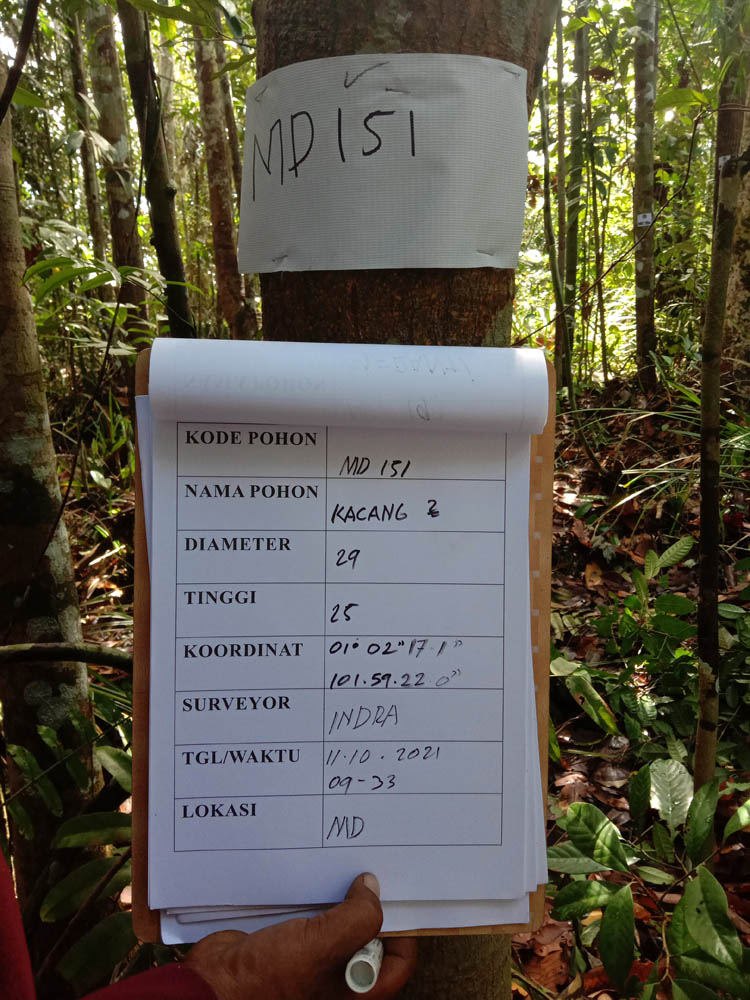 MD 151
KODE POHON MD 151
NAMA POHON KACANG 2
DIAMETER 29
TINGGI 25
KOORDINAT 01° 02" 17.1"
101.59.22.0"
SURVEYOR INDRA
TGL/WAKTU 11.10.2021
09-33
LOKASI MD